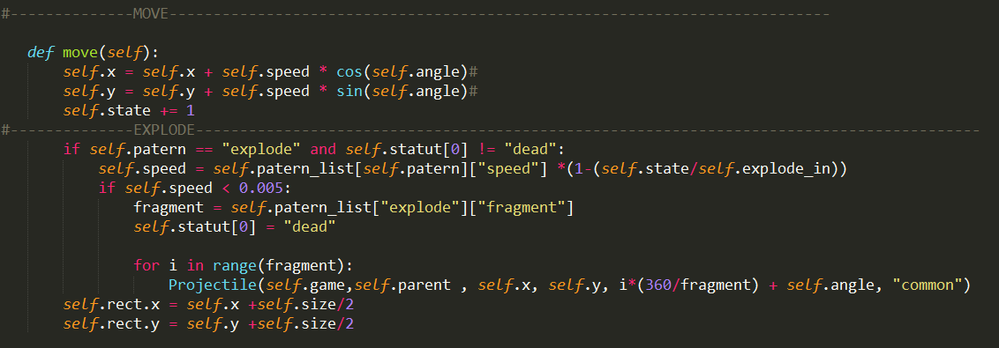 #--------------MOVE---------------------------------------------------------------------------
def move(self):
self.x = self.x + self.speed * cos(self.angle)#
self.y = self.y + self.speed * sin(self.angle)#
self.state += 1
#--------------EXPLODE-----------------------------------------------------------------------------------------
if self.patern == "explode" and self.statut[0] != "dead":
self.speed = self.patern_list[self.patern]["speed"] *(1-(self.state/self.explode_in))
if self.speed < 0.005:
fragment = self.patern_list["explode"]["fragment"]
self.statut[0] = "dead"
for i in range(fragment):
Projectile(self.game,self.parent , self.x, self.y, i*(360/fragment) + self.angle, "common")
self.rect.x = self.x +self.size/2
self.rect.y = self.y +self.size/2